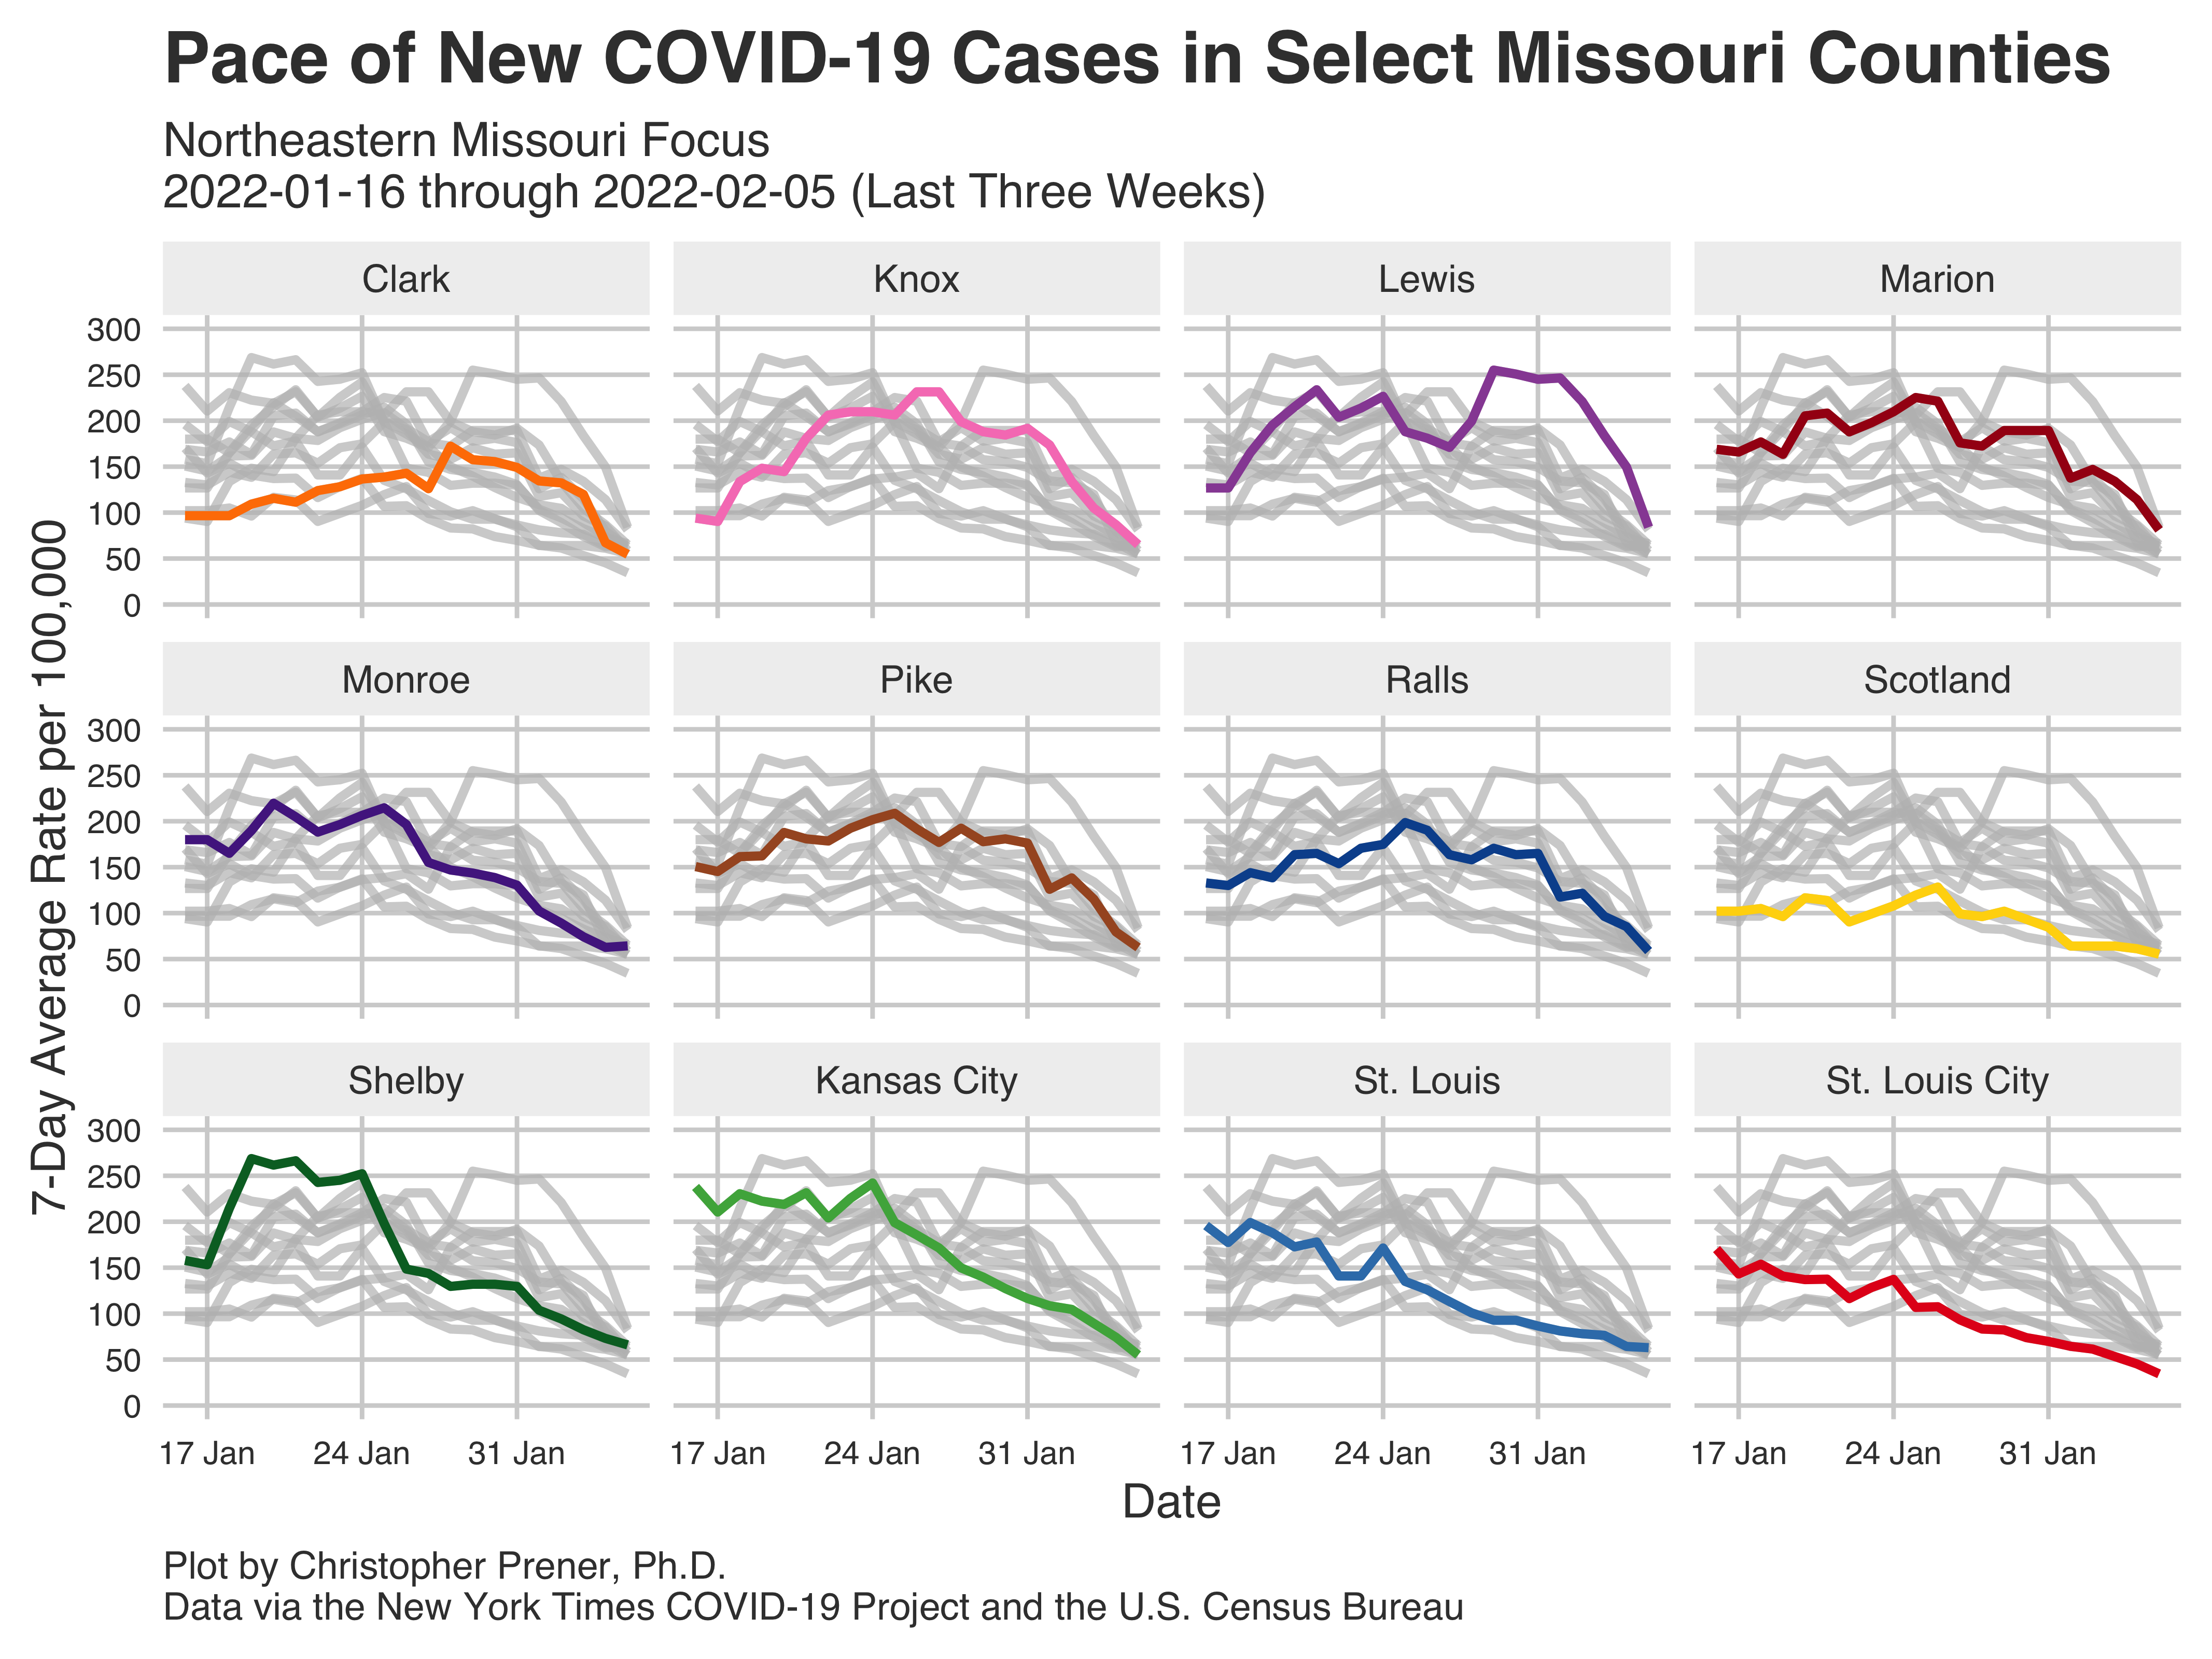 Pace of New COVID-19 Cases in Select Missouri Counties
Northeastern Missouri Focus
2022-01-16 through 2022-02-05 (Last Three Weeks)
7-Day Average Rate per 100,000
Clark
Knox
Lewis
Marion
300
250
200
150
100
50
0
Monroe
Pike
Ralls
Scotland
300
250
200
150
100
50
0
Shelby
Kansas City
St. Louis
St. Louis City
300
250
200
150
100
50
0
17 Jan 24 Jan 31 Jan 17 Jan 24 Jan 31 Jan 17 Jan 24 Jan 31 Jan 17 Jan 24 Jan 31 Jan
Date
Plot by Christopher Prener, Ph.D.
Data via the New York Times COVID-19 Project and the U.S. Census Bureau